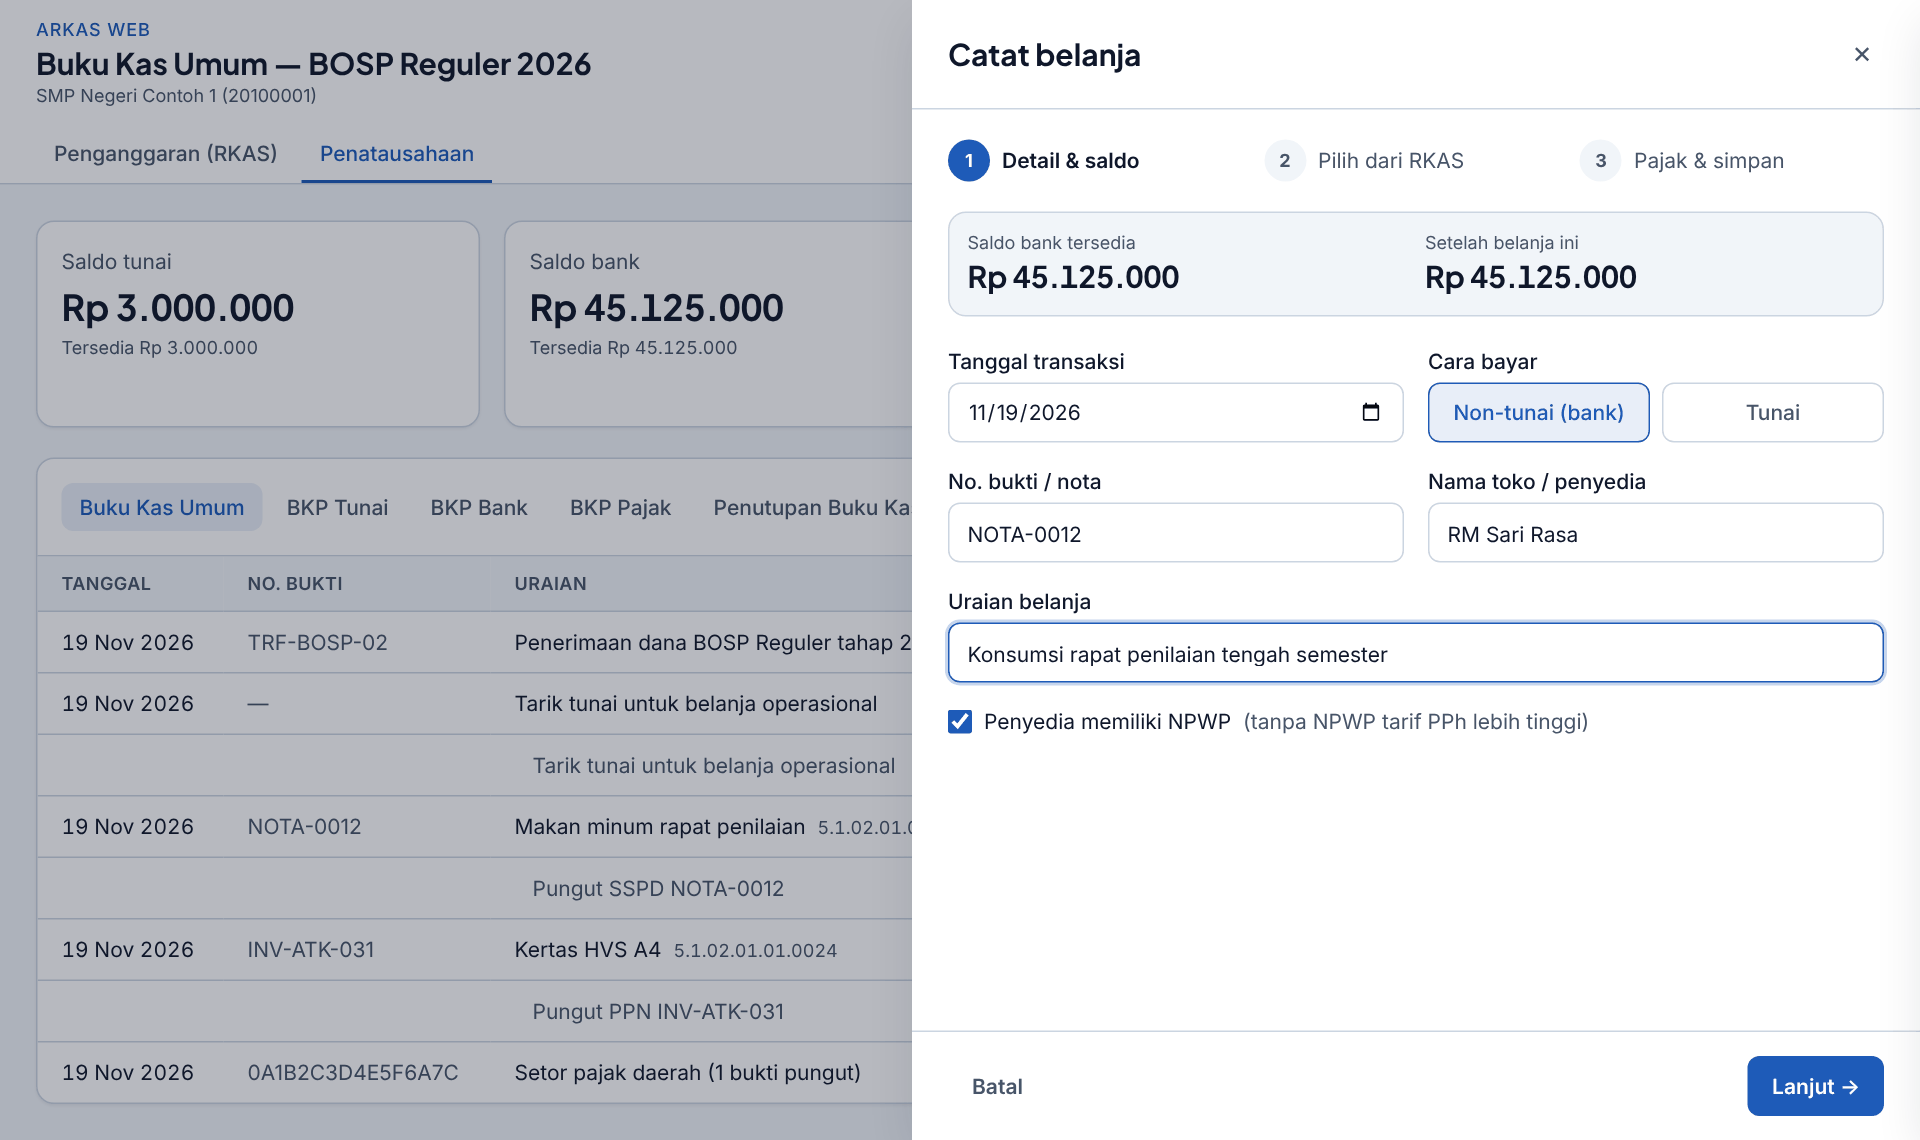 ARKAS WEB
Buku Kas Umum — BOSP Reguler 2026
SMP Negeri Contoh 1 (20100001)
Penganggaran (RKAS)
Penatausahaan
Saldo tunai
Rp 3.000.000
Tersedia Rp 3.000.000
Saldo bank
Rp 45.125.000
Tersedia Rp 45.125.000
Buku Kas Umum
BKP Tunai
BKP Bank
BKP Pajak
Penutupan Buku Ka
TANGGAL NO. BUKTI URAIAN
19 Nov 2026 TRF-BOSP-02 Penerimaan dana BOSP Reguler tahap 2
19 Nov 2026 — Tarik tunai untuk belanja operasional
Tarik tunai untuk belanja operasional
19 Nov 2026 NOTA-0012 Makan minum rapat penilaian 5.1.02.01.0
Pungut SSPD NOTA-0012
19 Nov 2026 INV-ATK-031 Kertas HVS A4 5.1.02.01.01.0024
Pungut PPN INV-ATK-031
19 Nov 2026 0A1B2C3D4E5F6A7C Setor pajak daerah (1 bukti pungut)
Catat belanja
✕
1 Detail & saldo
2 Pilih dari RKAS
3 Pajak & simpan
Saldo bank tersedia
Rp 45.125.000
Setelah belanja ini
Rp 45.125.000
Tanggal transaksi
11/19/2026
Cara bayar
Non-tunai (bank)
Tunai
No. bukti / nota
NOTA-0012
Nama toko / penyedia
RM Sari Rasa
Uraian belanja
Konsumsi rapat penilaian tengah semester
Penyedia memiliki NPWP (tanpa NPWP tarif PPh lebih tinggi)
Batal
Lanjut →